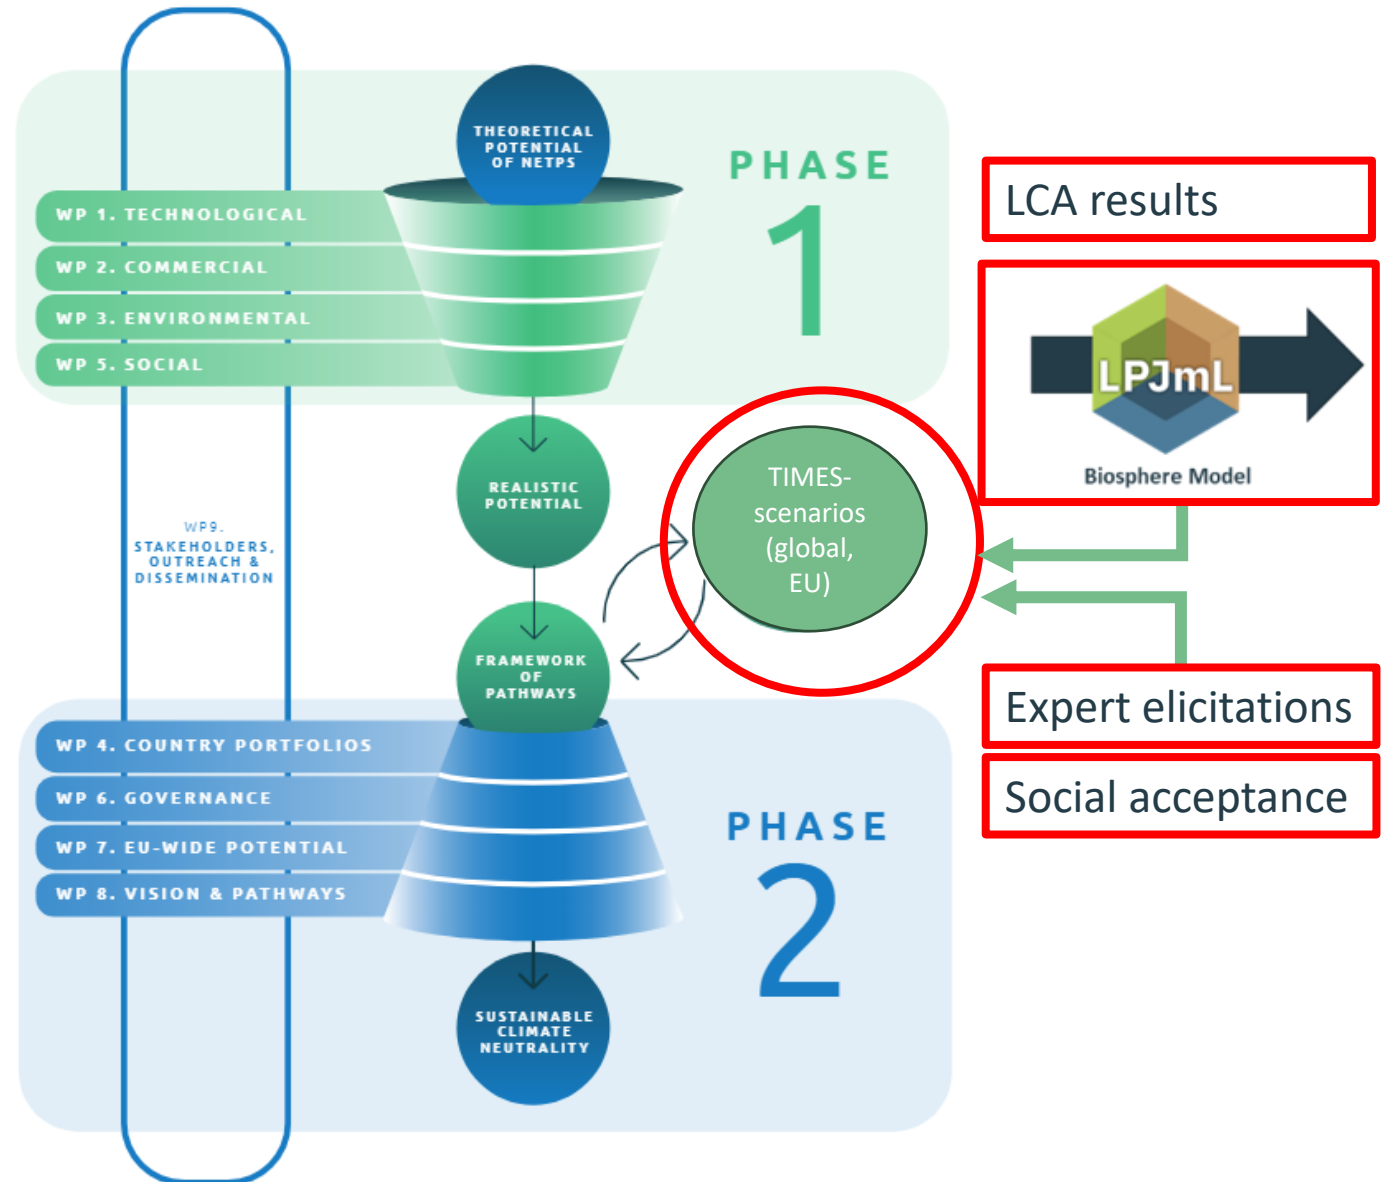 THEORETICAL
POTENTIAL
OF NETPS
PHASE
1
WP 1. TECHNOLOGICAL
WP 2. COMMERCIAL
WP 3. ENVIRONMENTAL
WP 5. SOCIAL
LCA results
LPJmL
Biosphere Model
REALISTIC
POTENTIAL
TIMES-
scenarios
(global,
EU)
WP9.
STAKEHOLDERS,
OUTREACH &
DISSEMINATION
FRAMEWORK
OF
PATHWAYS
Expert elicitations
Social acceptance
WP 4. COUNTRY PORTFOLIOS
WP 6. GOVERNANCE
WP 7. EU-WIDE POTENTIAL
WP 8. VISION & PATHWAYS
PHASE
2
SUSTAINABLE
CLIMATE
NEUTRALITY